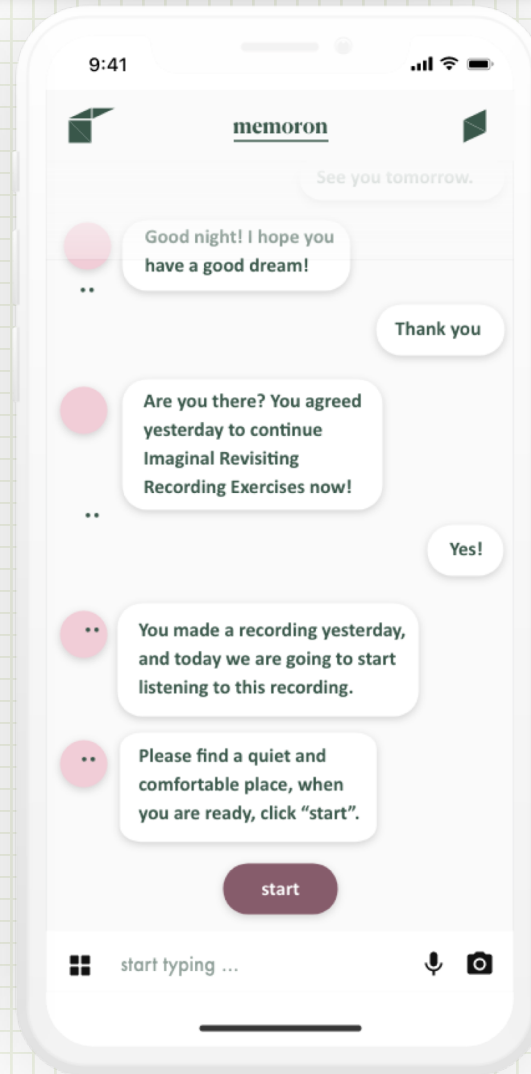 9:41
memoron
See you tomorrow.
Good night! I hope you
have a good dream!
Thank you
Are you there? You agreed
yesterday to continue
Imaginal Revisiting
Recording Exercises now!
Yes!
You made a recording yesterday,
and today we are going to start
listening to this recording.
Please find a quiet and
comfortable place, when
you are ready, click “start”.
start
start typing ...